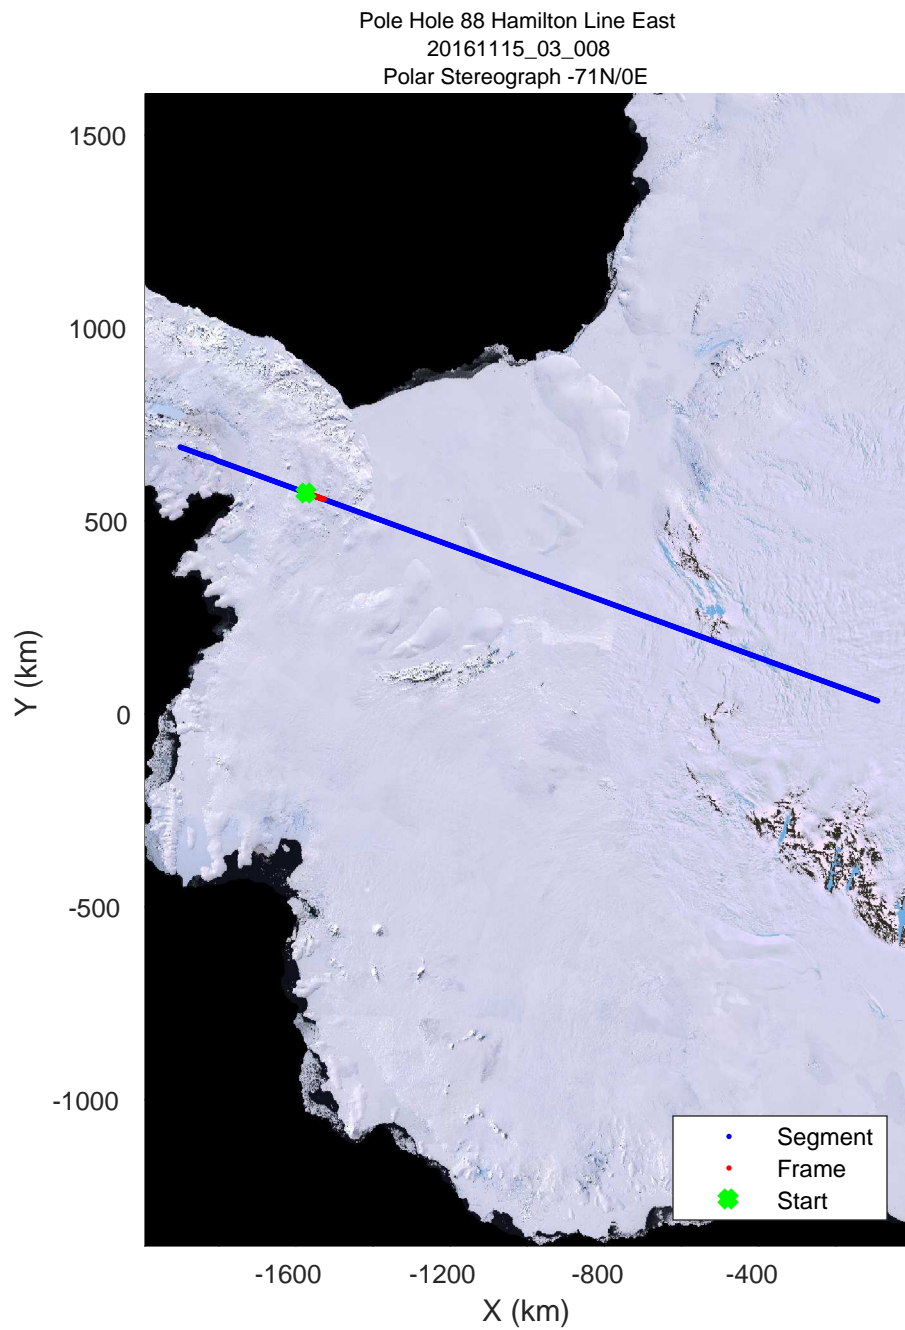 Pole Hole 88 Hamilton Line East
20161115_03_008
Polar Stereograph -71N/0E
1500
1000
500
0
-500
-1000
Y (km)
-1600
-1200
-800
-400
X (km)
Segment
Frame
Start